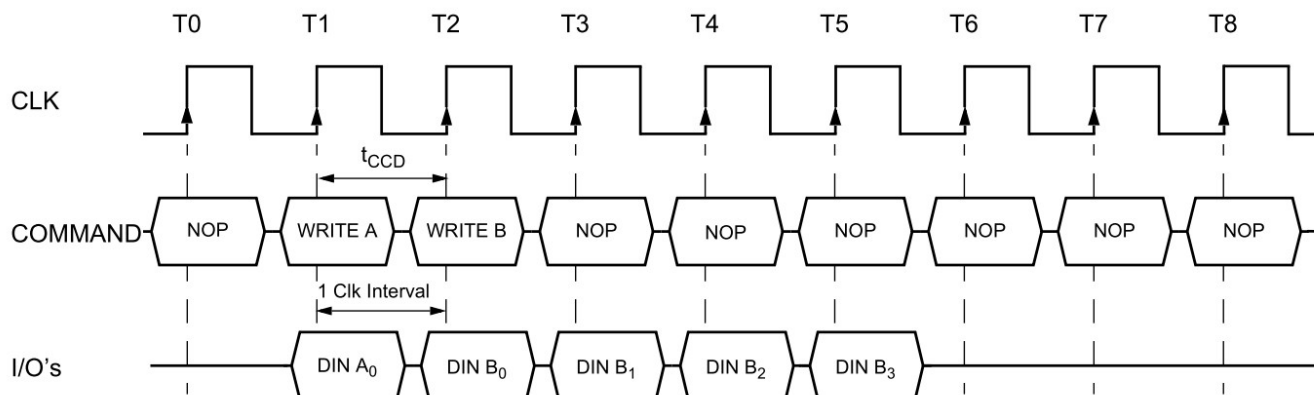 T0 T1 T2 T3 T4 T5 T6 T7 T8
CLK
tCCD
COMMAND NOP WRITE A WRITE B NOP NOP NOP NOP NOP NOP
1 Clk Interval
I/O's DIN A0 DIN B0 DIN B1 DIN B2 DIN B3